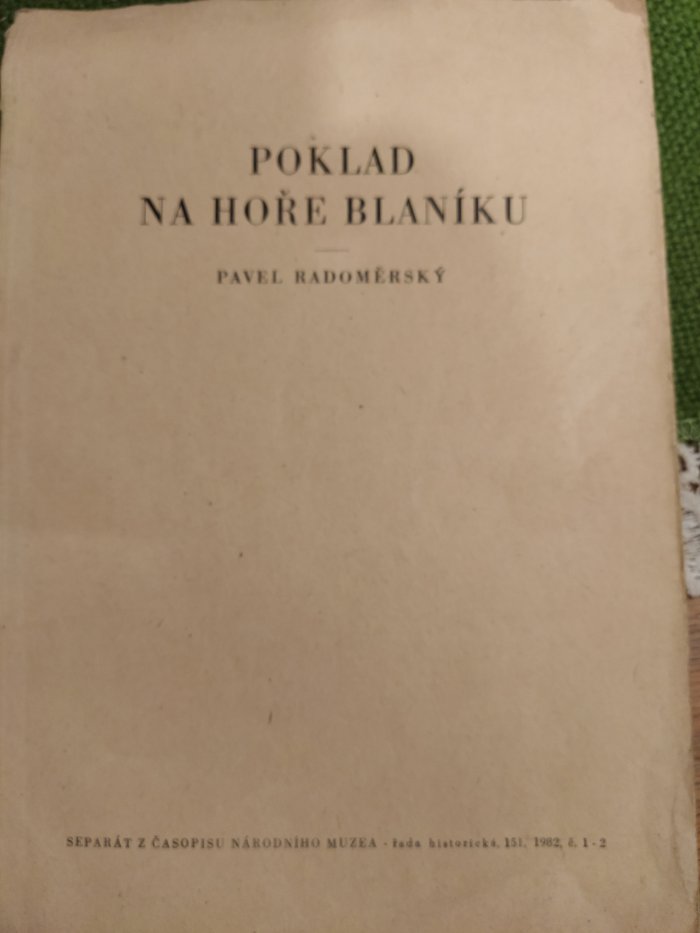 POKLAD
NA HOŘE BLANÍKU
PAVEL RADOMĚRSKÝ
SEPARÁT Z ČASOPISU NÁRODNÍHO MUZEA - řada historická, 151, 1982, č. 1 - 2